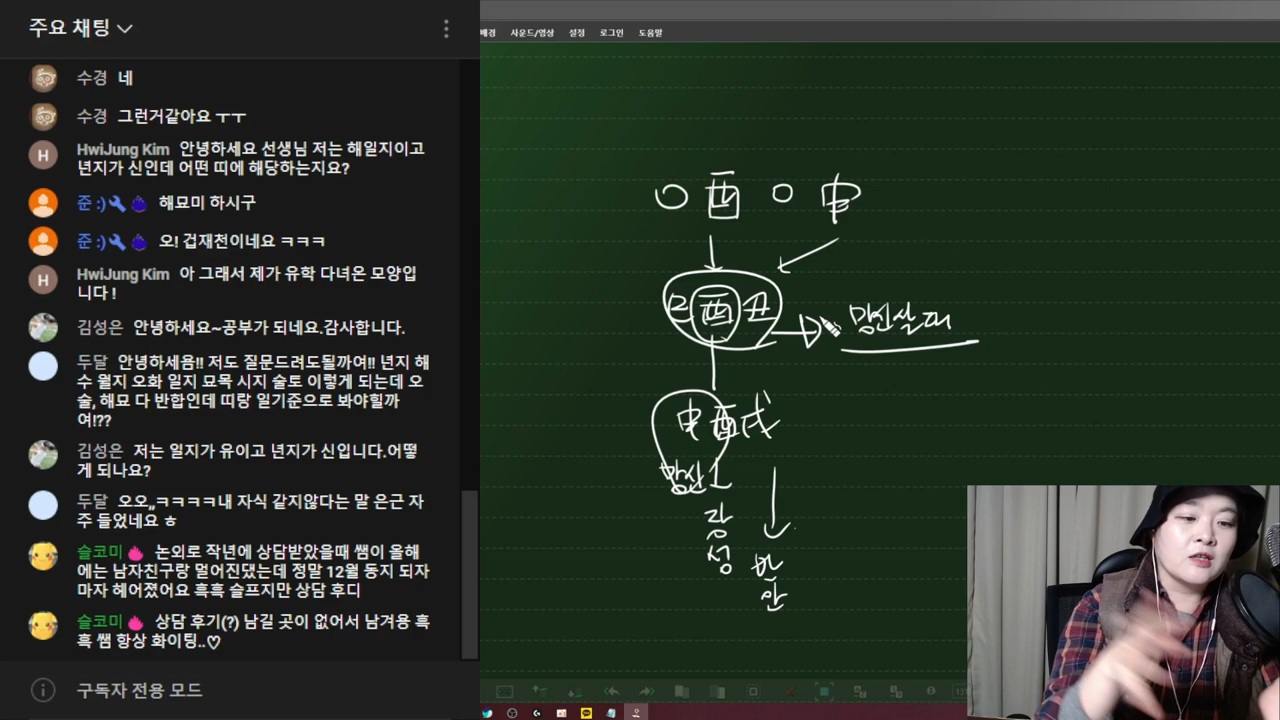 주요 채팅
배경 사운드/영상 설정 로그인 도움말
수경 네
수경 그런거같아요 ㅜㅜ
H HwiJung Kim 안녕하세요 선생님 저는 해일지이고
년지가 신인데 어떤 띠에 해당하는지요?
준 :) 해묘미 하시구
준 :) 오! 겁재천이네요 ㅋㅋㅋ
H HwiJung Kim 아 그래서 제가 유학 다녀온 모양입
니다 !
김성은 안녕하세요~공부가 되네요.감사합니다.
두달 안녕하세욤!! 저도 질문드려도될까여!! 년지 해
수 월지 오화 일지 묘목 시지 술토 이렇게 되는데 오
술, 해묘 다 반합인데 띠랑 일기준으로 봐야힐까
여!??
김성은 저는 일지가 유이고 년지가 신입니다.어떻
게 되나요?
두달 오오,,ㅋㅋㅋㅋ내 자식 같지않다는 말 은근 자
주 들었네요 ㅎ
슬코미 논외로 작년에 상담받았을때 쌤이 올해
에는 남자친구랑 멀어진댔는데 정말 12월 동지 되자
마자 헤어졌어요 흑흑 슬프지만 상담 후디
슬코미 상담 후기(?) 남길 곳이 없어서 남겨용 흑
흑 쌤 항상 화이팅..♡
구독자 전용 모드
○ 酉 ○ 申
巳 酉 丑
망신살 띠
申 酉 戌
망신
장
성
반
안